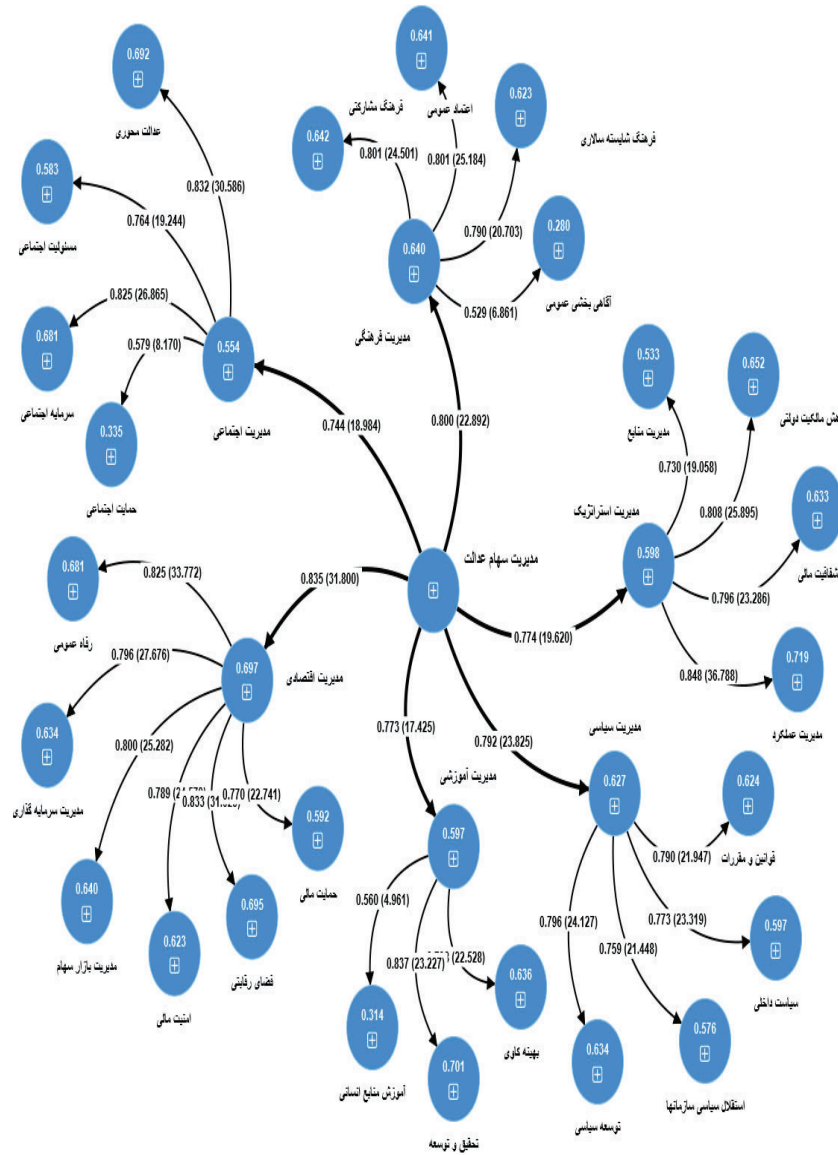 0.692
عدالت محوری
0.832 (30.586)
0.583
مسئولیت اجتماعی
0.764 (19.244)
0.681
سرمایه اجتماعی
0.825 (26.865)
0.335
حمایت اجتماعی
0.579 (8.170)
0.554
مدیریت اجتماعی
0.744 (18.984)
0.641
اعتماد عمومی
0.801 (25.184)
0.642
فرهنگ مشارکتی
0.801 (24.501)
0.623
فرهنگ شایسته سالاری
0.790 (20.703)
0.280
آگاهی بخشی عمومی
0.529 (6.861)
0.640
مدیریت فرهنگی
0.800 (22.892)
0.533
مدیریت منابع
0.730 (19.058)
0.652
هش مالکیت دولتی
0.808 (25.895)
0.633
شفافیت مالی
0.796 (23.286)
0.719
مدیریت عملکرد
0.848 (36.788)
مدیریت استراتژیک
0.598
0.774 (19.620)
مدیریت سهام عدالت
0.835 (31.800)
0.697
مدیریت اقتصادی
0.681
رفاه عمومی
0.825 (33.772)
0.634
مدیریت سرمایه گذاری
0.796 (27.676)
0.640
مدیریت بازار سهام
0.800 (25.282)
0.623
امنیت مالی
0.789
0.695
فضای رقابتی
0.833
0.592
حمایت مالی
0.770 (22.741)
0.773 (17.425)
مدیریت آموزشی
0.597
0.314
آموزش منابع انسانی
0.560 (4.961)
0.701
تحقیق و توسعه
0.837 (23.227)
0.636
بهینه کاوی
(22.528)
0.792 (23.825)
مدیریت سیاسی
0.627
0.624
قوانین و مقررات
0.790 (21.947)
0.597
سیاست داخلی
0.773 (23.319)
0.576
استقلال سیاسی سازمانها
0.759 (21.448)
0.634
توسعه سیاسی
0.796 (24.127)